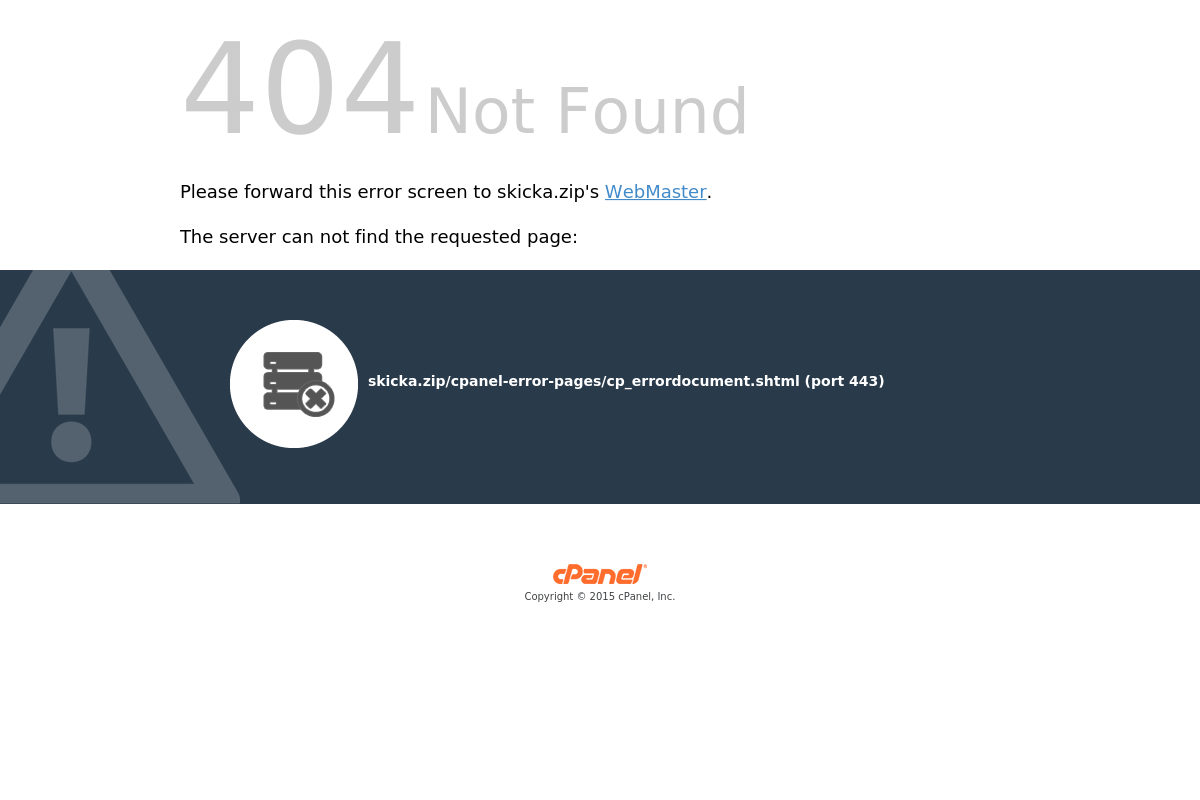 404 Not Found
Please forward this error screen to skicka.zip's WebMaster.
The server can not find the requested page:
skicka.zip/cpanel-error-pages/cp_errordocument.shtml (port 443)
cPanel®
Copyright © 2015 cPanel, Inc.